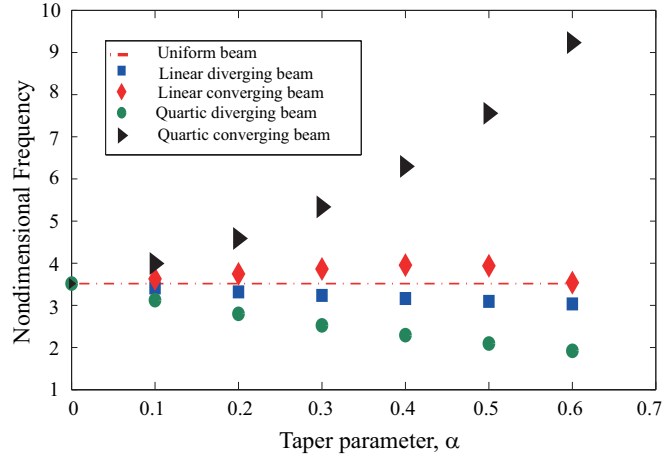 10
9
8
7
6
5
4
3
2
1
Nondimensional Frequency
Uniform beam
Linear diverging beam
Linear converging beam
Quartic diverging beam
Quartic converging beam
0 0.1 0.2 0.3 0.4 0.5 0.6 0.7
Taper parameter, α